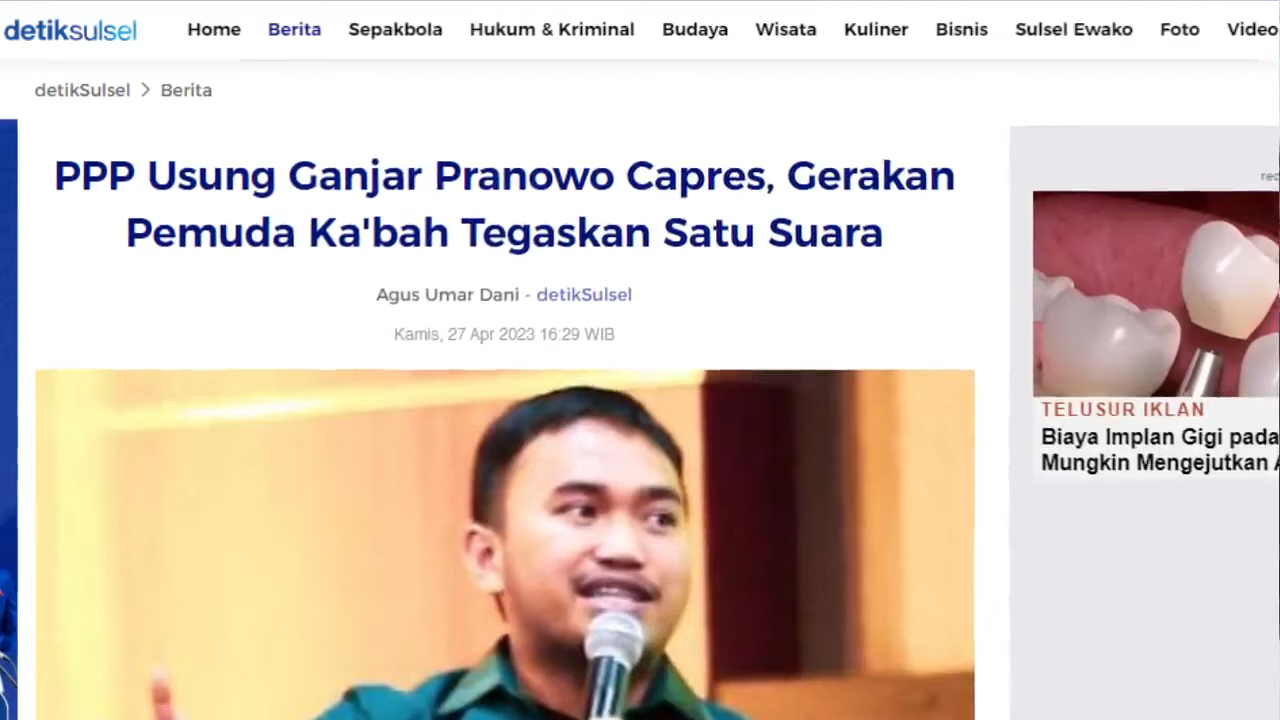 detiksulsel Home Berita Sepakbola Hukum & Kriminal Budaya Wisata Kuliner Bisnis Sulsel Ewako Foto Video
detikSulsel > Berita
PPP Usung Ganjar Pranowo Capres, Gerakan
Pemuda Ka'bah Tegaskan Satu Suara
Agus Umar Dani - detikSulsel
Kamis, 27 Apr 2023 16:29 WIB
TELUSUR IKLAN
Biaya Implan Gigi pada
Mungkin Mengejutkan